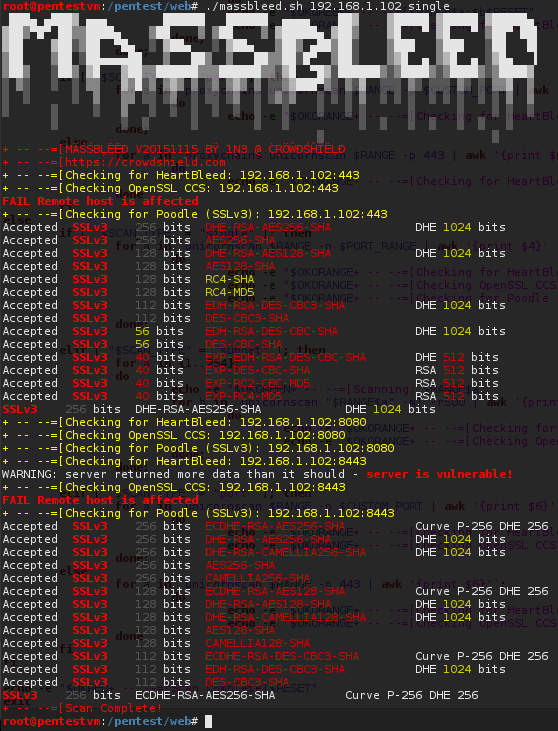 root@pentestvm:/pentest/web# ./massbleed.sh 192.168.1.102 single
MASSBLEED
+ -- --=[MASSBLEED V20151115 BY 1N3 @ CROWDSHIELD
+ -- --=[https://crowdshield.com
+ -- --=[Checking for HeartBleed: 192.168.1.102:443
+ -- --=[Checking OpenSSL CCS: 192.168.1.102:443
FAIL Remote host is affected
+ -- --=[Checking for Poodle (SSLv3): 192.168.1.102:443
Accepted SSLv3 256 bits DHE-RSA-AES256-SHA DHE 1024 bits
Accepted SSLv3 256 bits AES256-SHA
Accepted SSLv3 128 bits DHE-RSA-AES128-SHA DHE 1024 bits
Accepted SSLv3 128 bits AES128-SHA
Accepted SSLv3 128 bits RC4-SHA
Accepted SSLv3 128 bits RC4-MD5
Accepted SSLv3 112 bits EDH-RSA-DES-CBC3-SHA DHE 1024 bits
Accepted SSLv3 112 bits DES-CBC3-SHA
Accepted SSLv3 56 bits EDH-RSA-DES-CBC-SHA DHE 1024 bits
Accepted SSLv3 56 bits DES-CBC-SHA
Accepted SSLv3 40 bits EXP-EDH-RSA-DES-CBC-SHA DHE 512 bits
Accepted SSLv3 40 bits EXP-DES-CBC-SHA RSA 512 bits
Accepted SSLv3 40 bits EXP-RC2-CBC-MD5 RSA 512 bits
Accepted SSLv3 40 bits EXP-RC4-MD5 RSA 512 bits
SSLv3 256 bits DHE-RSA-AES256-SHA DHE 1024 bits
+ -- --=[Checking for HeartBleed: 192.168.1.102:8080
+ -- --=[Checking OpenSSL CCS: 192.168.1.102:8080
+ -- --=[Checking for Poodle (SSLv3): 192.168.1.102:8080
+ -- --=[Checking for HeartBleed: 192.168.1.102:8443
WARNING: server returned more data than it should - server is vulnerable!
+ -- --=[Checking OpenSSL CCS: 192.168.1.102:8443
FAIL Remote host is affected
+ -- --=[Checking for Poodle (SSLv3): 192.168.1.102:8443
Accepted SSLv3 256 bits ECDHE-RSA-AES256-SHA Curve P-256 DHE 256
Accepted SSLv3 256 bits DHE-RSA-AES256-SHA DHE 1024 bits
Accepted SSLv3 256 bits DHE-RSA-CAMELLIA256-SHA DHE 1024 bits
Accepted SSLv3 256 bits AES256-SHA
Accepted SSLv3 256 bits CAMELLIA256-SHA
Accepted SSLv3 128 bits ECDHE-RSA-AES128-SHA Curve P-256 DHE 256
Accepted SSLv3 128 bits DHE-RSA-AES128-SHA DHE 1024 bits
Accepted SSLv3 128 bits DHE-RSA-CAMELLIA128-SHA DHE 1024 bits
Accepted SSLv3 128 bits AES128-SHA
Accepted SSLv3 128 bits CAMELLIA128-SHA
Accepted SSLv3 112 bits ECDHE-RSA-DES-CBC3-SHA Curve P-256 DHE 256
Accepted SSLv3 112 bits EDH-RSA-DES-CBC3-SHA DHE 1024 bits
Accepted SSLv3 112 bits DES-CBC3-SHA
SSLv3 256 bits ECDHE-RSA-AES256-SHA Curve P-256 DHE 256
+ -- --=[Scan Complete!
root@pentestvm:/pentest/web#